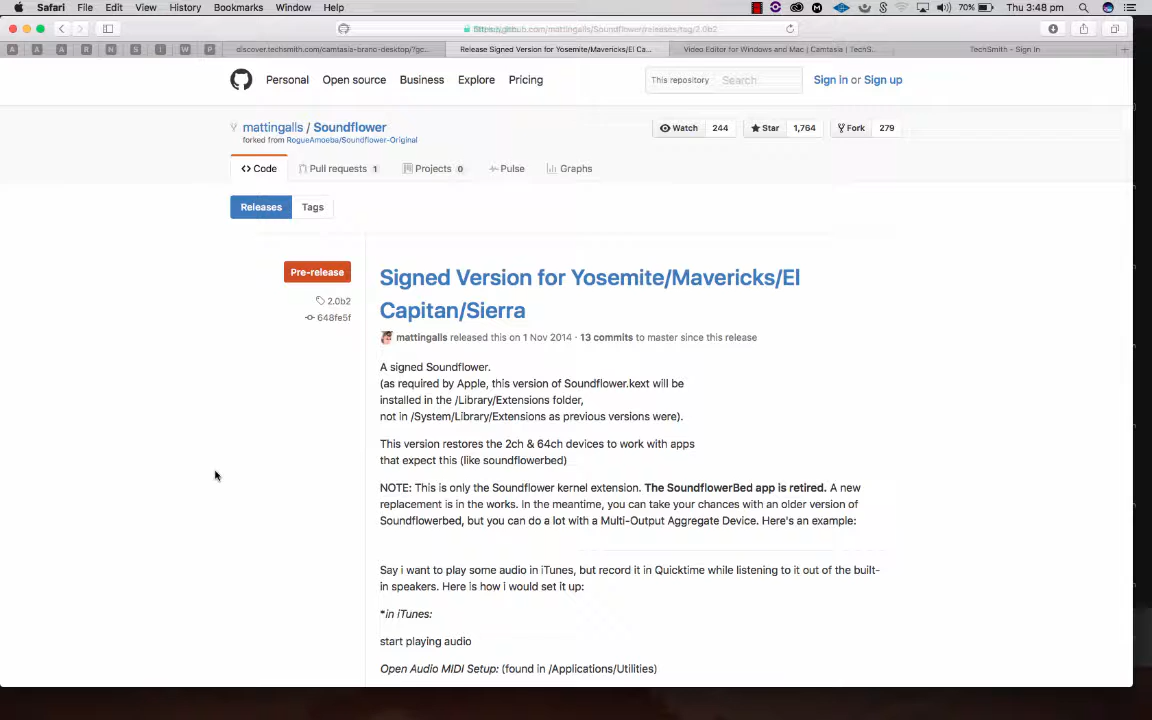 Safari File Edit View History Bookmarks Window Help 70% Thu 3:48 pm
https://github.com/mattingalls/Soundflower/releases/tag/2.0b2
A A A R N S I W P discover.techsmith.com/camtasia-branc-desktop/?gc... Release Signed Version for Yosemite/Mavericks/El Ca... Video Editor for Windows and Mac | Camtasia | TechS... TechSmith - Sign In
Personal Open source Business Explore Pricing This repository Search Sign in or Sign up
mattingalls / Soundflower Watch 244 Star 1,764 Fork 279
forked from RogueAmoeba/Soundflower-Original
Code Pull requests 1 Projects 0 Pulse Graphs
Releases Tags
Pre-release
2.0b2
648fe5f
Signed Version for Yosemite/Mavericks/El
Capitan/Sierra
mattingalls released this on 1 Nov 2014 · 13 commits to master since this release
A signed Soundflower.
(as required by Apple, this version of Soundflower.kext will be
installed in the /Library/Extensions folder,
not in /System/Library/Extensions as previous versions were).
This version restores the 2ch & 64ch devices to work with apps
that expect this (like soundflowerbed)
NOTE: This is only the Soundflower kernel extension. The SoundflowerBed app is retired. A new
replacement is in the works. In the meantime, you can take your chances with an older version of
Soundflowerbed, but you can do a lot with a Multi-Output Aggregate Device. Here's an example:
Say i want to play some audio in iTunes, but record it in Quicktime while listening to it out of the built-
in speakers. Here is how i would set it up:
*in iTunes:
start playing audio
Open Audio MIDI Setup: (found in /Applications/Utilities)